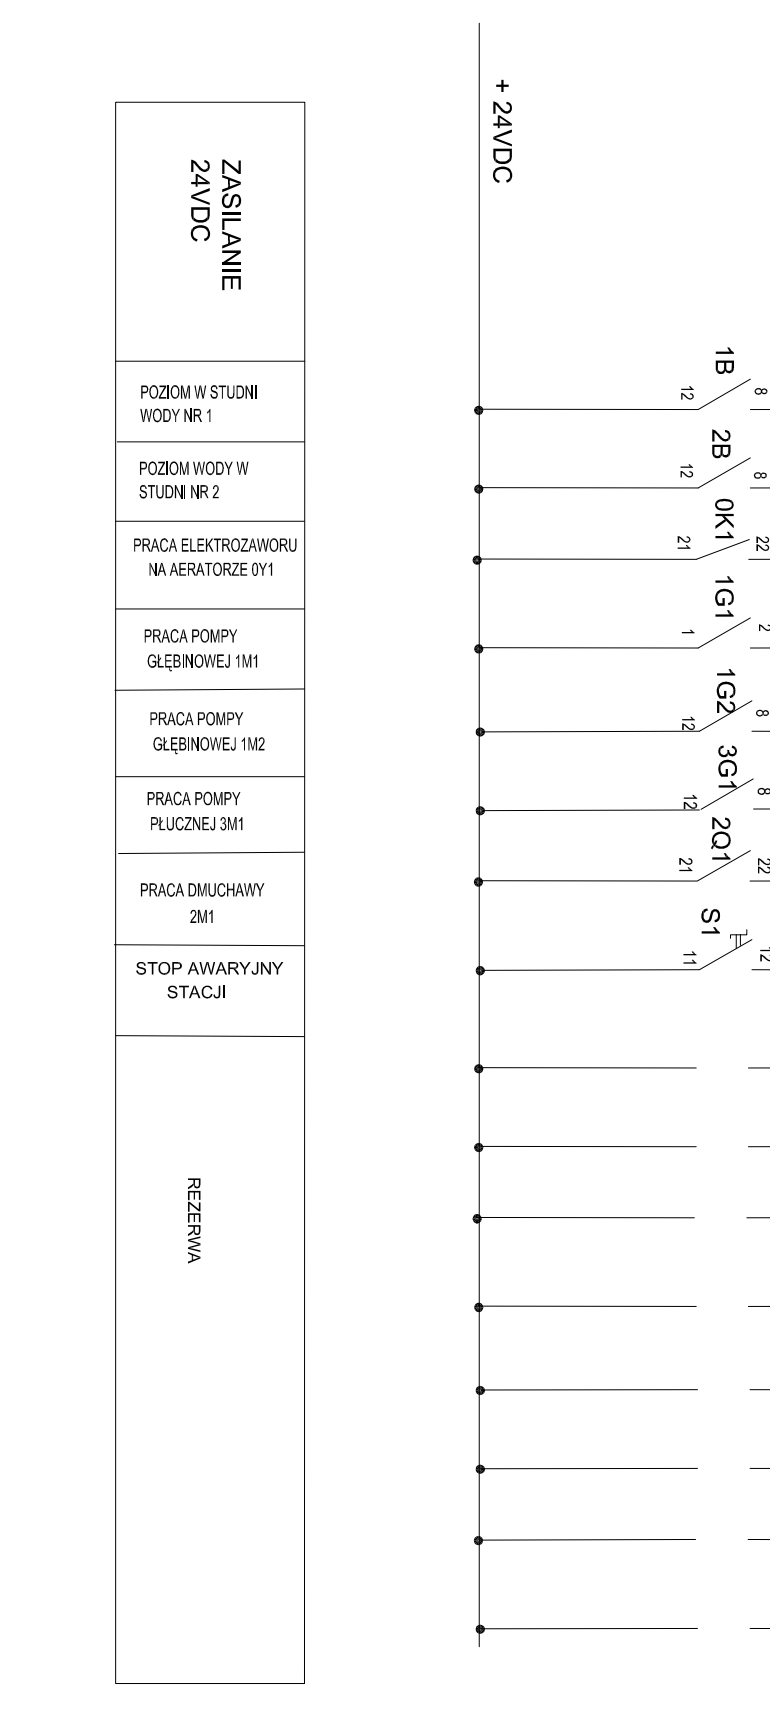 ZASILANIE
24VDC
POZIOM W STUDNI
WODY NR 1
POZIOM WODY W
STUDNI NR 2
PRACA ELEKTROZAWORU
NA AERATORZE 0Y1
PRACA POMPY
GŁĘBINOWEJ 1M1
PRACA POMPY
GŁĘBINOWEJ 1M2
PRACA POMPY
PŁUCZNEJ 3M1
PRACA DMUCHAWY
2M1
STOP AWARYJNY
STACJI
REZERWA
+ 24VDC
1B
12 8
2B
12 8
0K1
21 22
1G1
1 2
1G2
12 8
3G1
12 8
2Q1
21 22
S1
11 12